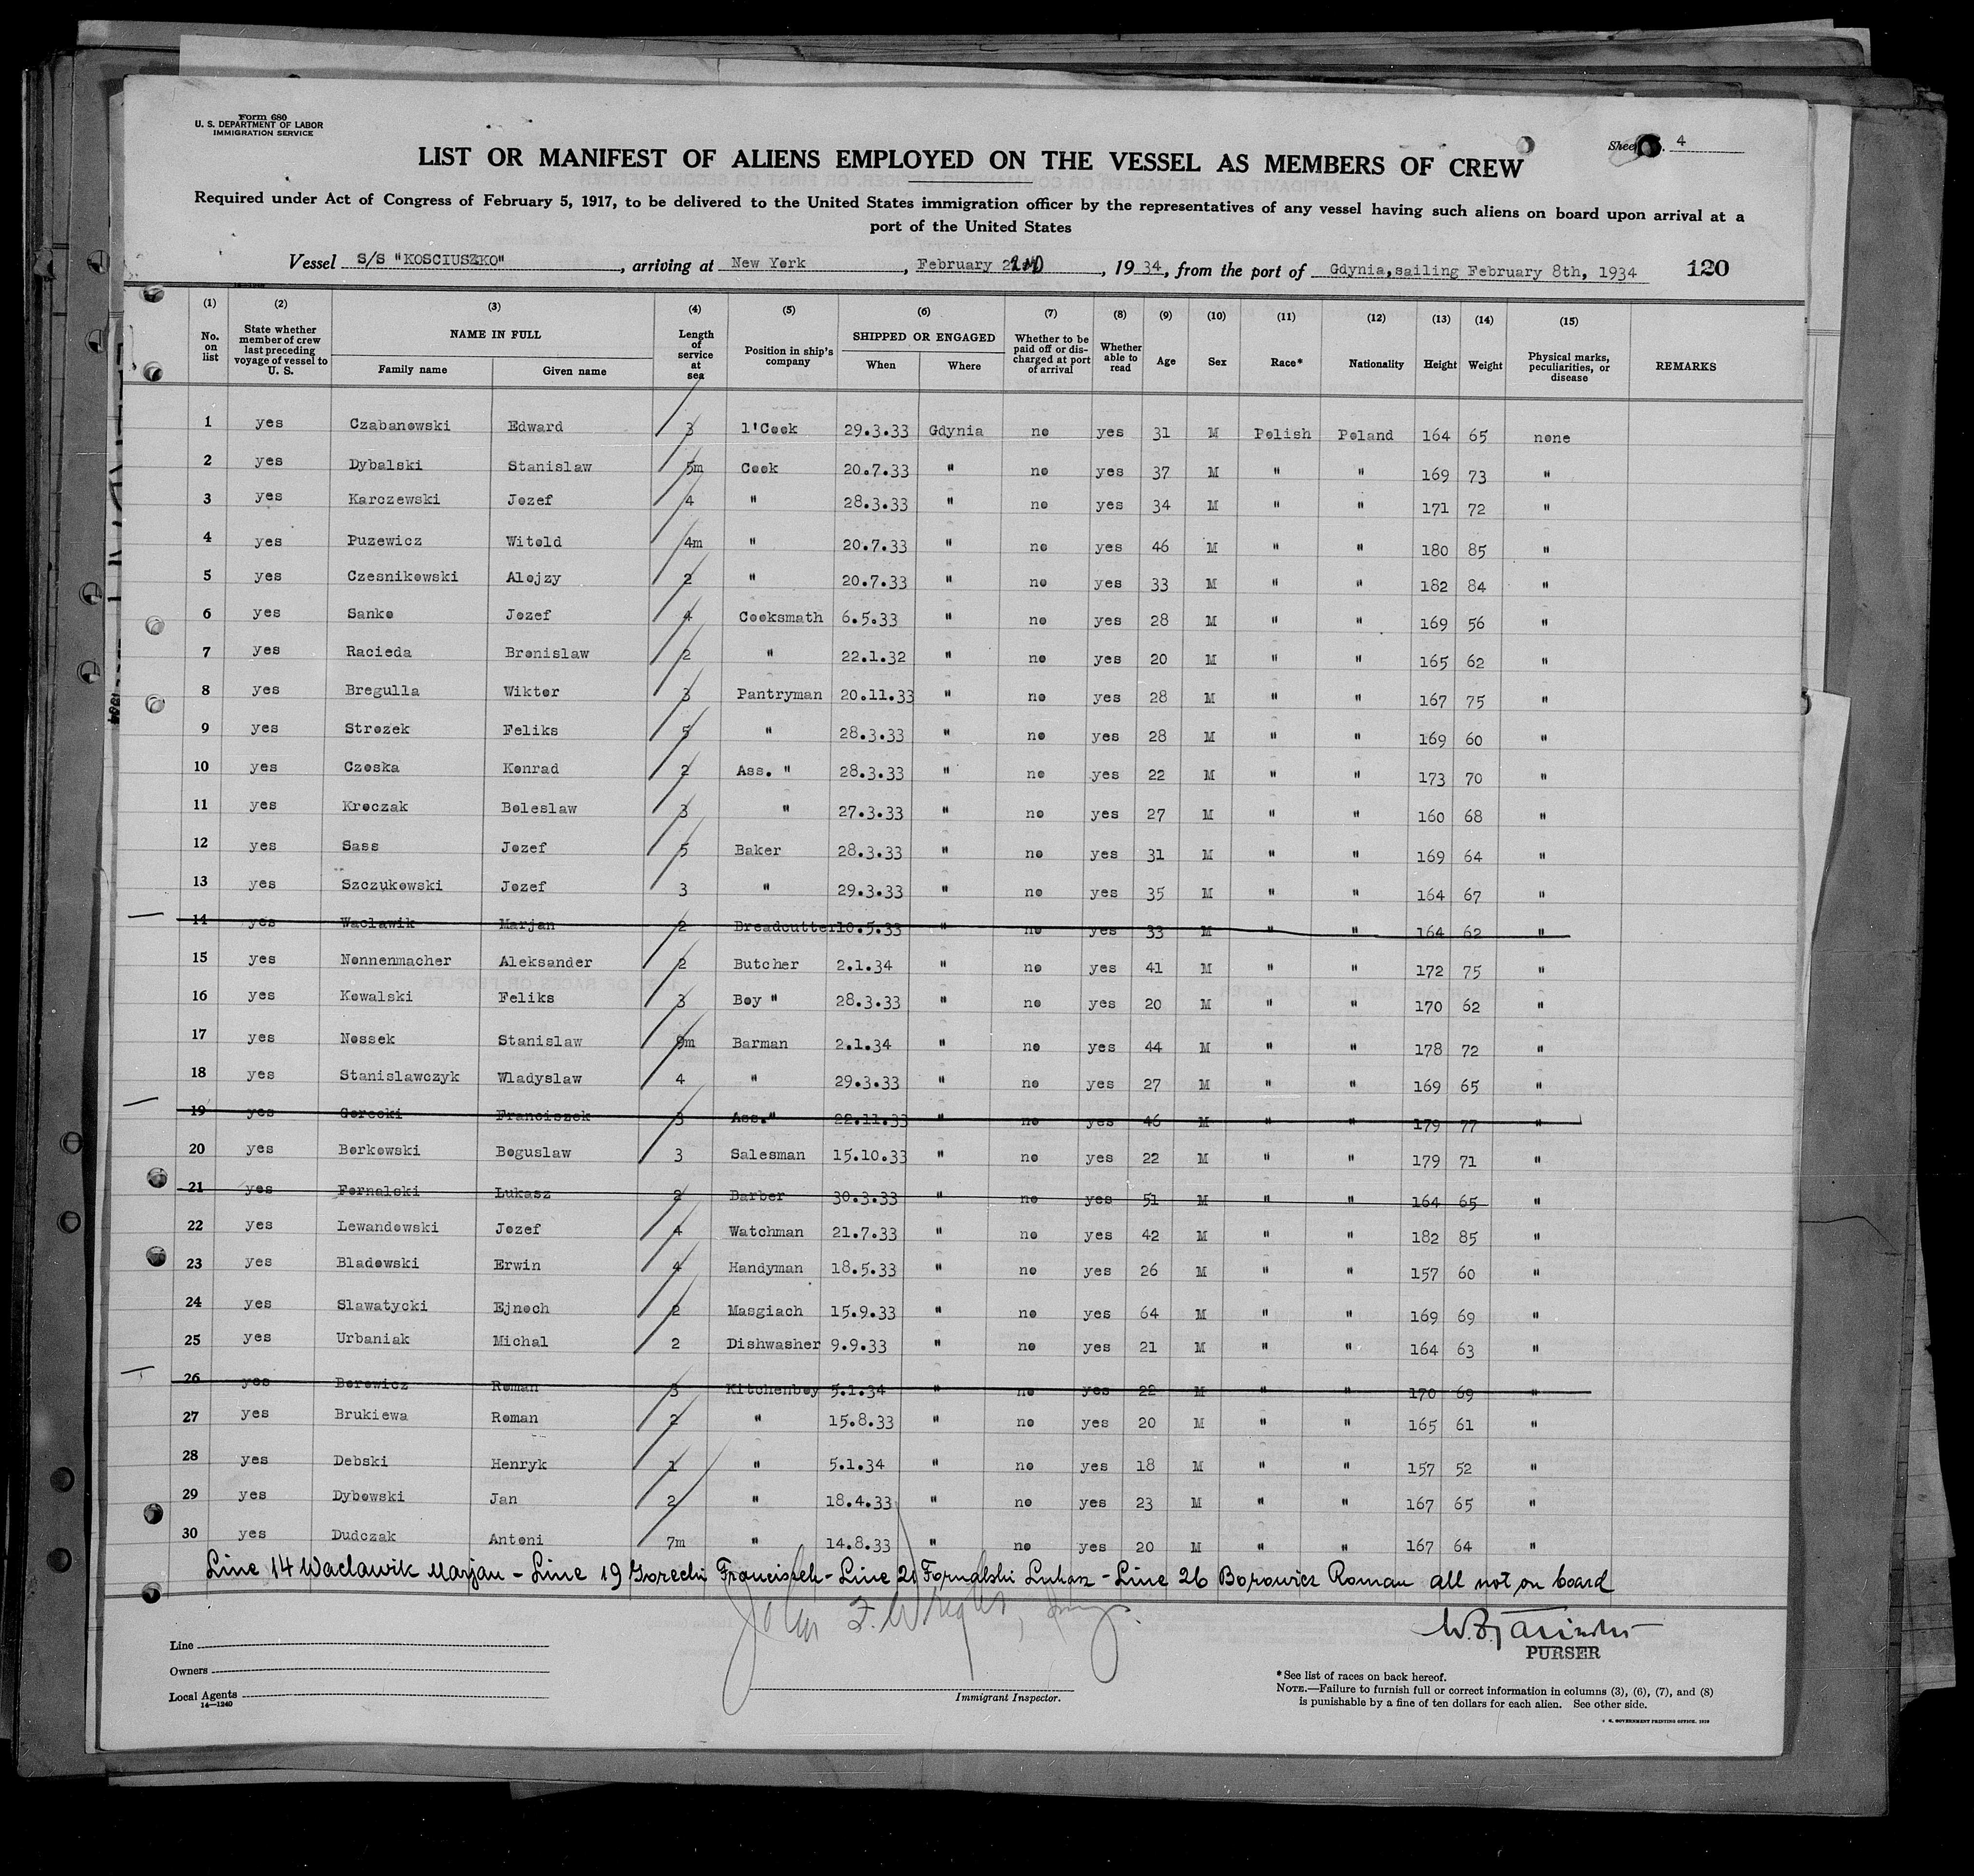 Form 680
U. S. DEPARTMENT OF LABOR
IMMIGRATION SERVICE
4
LIST OR MANIFEST OF ALIENS EMPLOYED ON THE VESSEL AS MEMBERS OF CREW
Required under Act of Congress of February 5, 1917, to be delivered to the United States immigration officer by the representatives of any vessel having such aliens on board upon arrival at a
port of the United States
Vessel S/S "KOSCIUSZKO", arriving at New York, February 2ND, 1934, from the port of Gdynia, sailing February 8th, 1934 120
(1) (2) (3) (4) (5) (6) (7) (8) (9) (10) (11) (12) (13) (14) (15)
No. on list State whether member of crew last preceding voyage of vessel to U. S. NAME IN FULL Family name Given name Length of service at sea Position in ship's company SHIPPED OR ENGAGED When Where Whether to be paid off or discharged at port of arrival Whether able to read Age Sex Race* Nationality Height Weight Physical marks, peculiarities, or disease REMARKS
1 yes Czabanowski Edward 3 1'Cook 29.3.33 Gdynia no yes 31 M Polish Poland 164 65 none
2 yes Dybalski Stanislaw 5m Cook 20.7.33 " no yes 37 M " " 169 73 "
3 yes Karczewski Jozef 4 " 28.3.33 " no yes 34 M " " 171 72 "
4 yes Puzewicz Witold 4m " 20.7.33 " no yes 46 M " " 180 85 "
5 yes Czesnikowski Alojzy 2 " 20.7.33 " no yes 33 M " " 182 84 "
6 yes Sanko Jozef 4 Cooksmath 6.5.33 " no yes 28 M " " 169 56 "
7 yes Racieda Bronislaw 2 " 22.1.32 " no yes 20 M " " 165 62 "
8 yes Bregulla Wiktor 3 Pantryman 20.11.33 " no yes 28 M " " 167 75 "
9 yes Strozek Feliks 5 " 28.3.33 " no yes 28 M " " 169 60 "
10 yes Czoska Konrad 2 Ass. " 28.3.33 " no yes 22 M " " 173 70 "
11 yes Kroczak Boleslaw 3 " 27.3.33 " no yes 27 M " " 160 68 "
12 yes Sass Jozef 5 Baker 28.3.33 " no yes 31 M " " 169 64 "
13 yes Szczukowski Jozef 3 " 29.3.33 " no yes 35 M " " 164 67 "
14 yes Waclawik Marjan 2 Breadcutter 10.5.33 " no yes 33 M " " 164 62 "
15 yes Nonnenmacher Aleksander 2 Butcher 2.1.34 " no yes 41 M " " 172 75 "
16 yes Kowalski Feliks 3 Boy " 28.3.33 " no yes 20 M " " 170 62 "
17 yes Nossek Stanislaw 9m Barman 2.1.34 " no yes 44 M " " 178 72 "
18 yes Stanislawczyk Wladyslaw 4 " 29.3.33 " no yes 27 M " " 169 65 "
19 yes Gorecki Franciszek 3 Ass." 22.11.33 " no yes 46 M " " 179 77 "
20 yes Borkowski Boguslaw 3 Salesman 15.10.33 " no yes 22 M " " 179 71 "
21 yes Fornalski Lukasz 2 Barber 30.3.33 " no yes 51 M " " 164 65 "
22 yes Lewandowski Jozef 4 Watchman 21.7.33 " no yes 42 M " " 182 85 "
23 yes Bladowski Erwin 4 Handyman 18.5.33 " no yes 26 M " " 157 60 "
24 yes Slawatycki Ejnoch 2 Masgiach 15.9.33 " no yes 64 M " " 169 69 "
25 yes Urbaniak Michal 2 Dishwasher 9.9.33 " no yes 21 M " " 164 63 "
26 yes Borowicz Roman 3 Kitchenboy 5.1.34 " no yes 22 M " " 170 69 "
27 yes Brukiewa Roman 2 " 15.8.33 " no yes 20 M " " 165 61 "
28 yes Debski Henryk 1 " 5.1.34 " no yes 18 M " " 157 52 "
29 yes Dybowski Jan 2 " 18.4.33 " no yes 23 M " " 167 65 "
30 yes Dudczak Antoni 7m " 14.8.33 " no yes 20 M " " 167 64 "
Line 14 Waclawik Marjan - Line 19 Gorecki Franciszek - Line 21 Fornalski Lukasz - Line 26 Borowicz Roman all not on board
John F. Wright
PURSER
Line
Owners
Local Agents
14—1240
Immigrant Inspector.
*See list of races on back hereof.
NOTE.—Failure to furnish full or correct information in columns (3), (6), (7), and (8)
is punishable by a fine of ten dollars for each alien. See other side.
GOVERNMENT PRINTING OFFICE